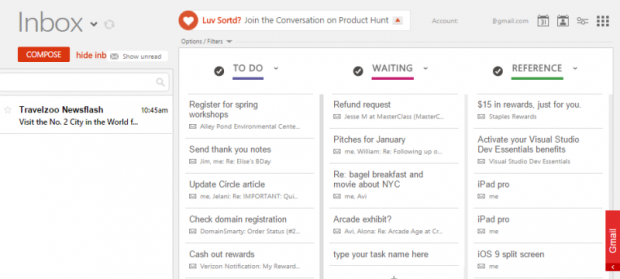 Inbox
Luv Sortd? Join the Conversation on Product Hunt
Account: @gmail.com
31
Options / Filters
COMPOSE
hide inb
Show unread
Travelzoo Newsflash 10:45am
Visit the No. 2 City in the World f...
TO DO
Register for spring
workshops
Alley Pond Environmental Cente...
Send thank you notes
Jim, me: Re: Elise's BDay
Update Circle article
me, Jelani: Re: IMPORTANT: Qui...
Check domain registration
DomainSmarty: Order Status (#2...
Cash out rewards
Verizon Notification: My Reward...
WAITING
Refund request
Jesse M at MasterClass (MasterC...
Pitches for January
me, William: Re: Following up o...
Re: bagel breakfast and
movie about NYC
me, Avi
Arcade exhibit?
Avi, Alona: Re: Arcade Age at Cr...
type your task name here
+
REFERENCE
$15 in rewards, just for you.
Staples Rewards
Activate your Visual Studio
Dev Essentials benefits
Visual Studio Dev Essentials
iPad pro
me
iPad pro
me
iOS 9 split screen
me
Gmail